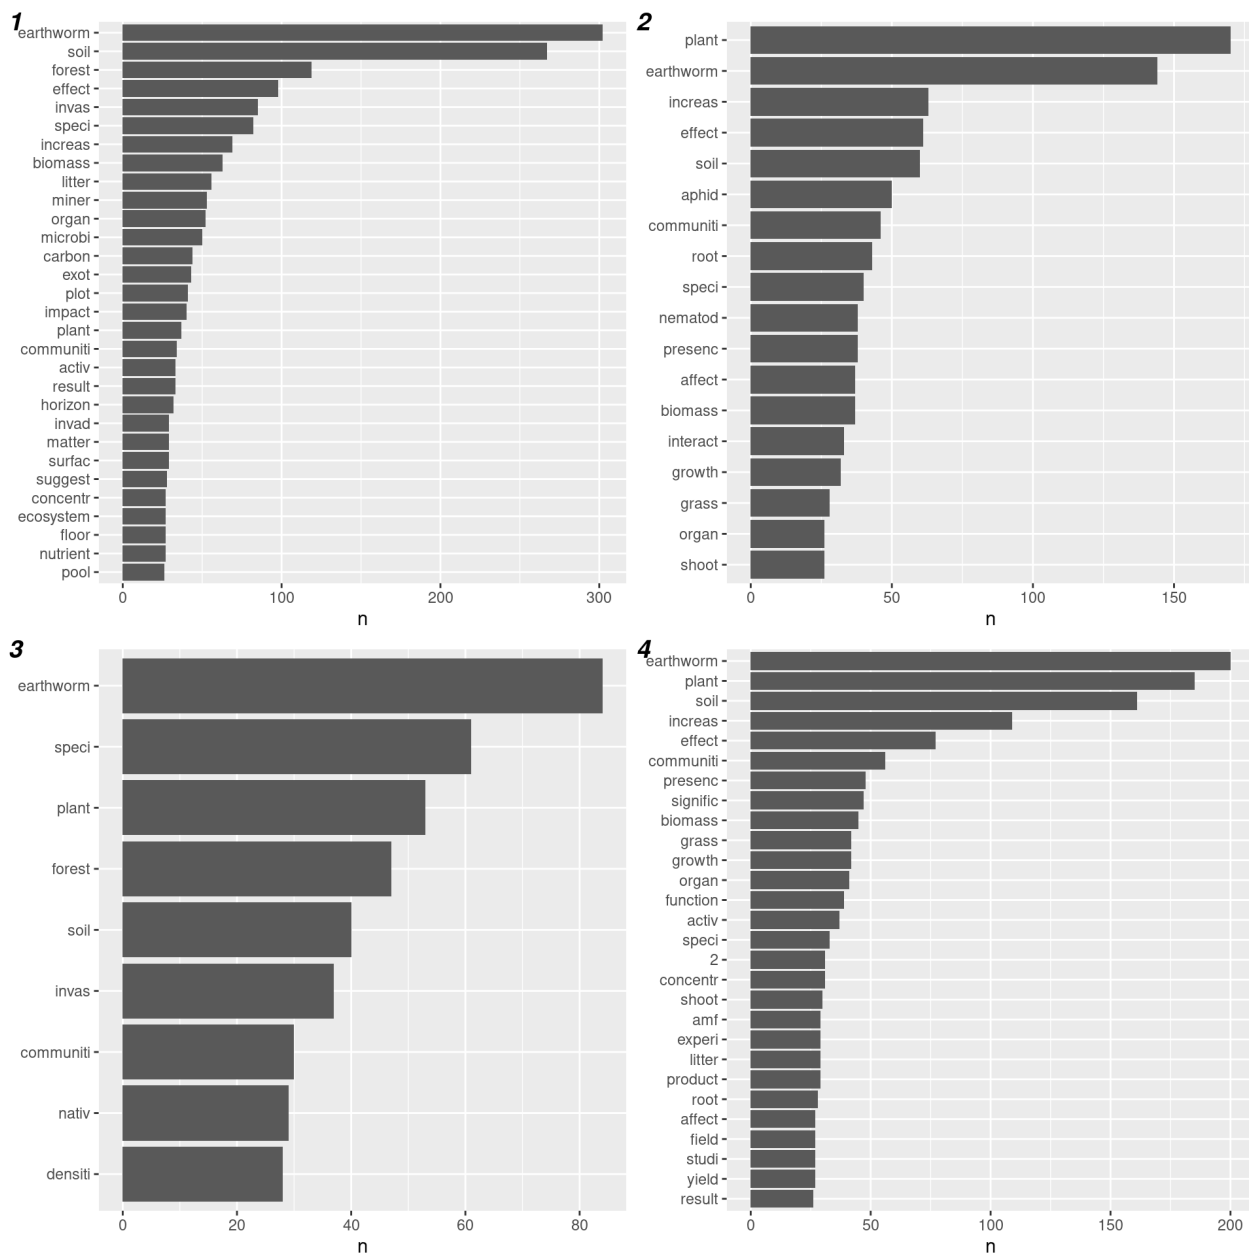 1
earthworm
soil
forest
effect
invas
speci
increas
biomass
litter
miner
organ
microbi
carbon
exot
plot
impact
plant
communiti
activ
result
horizon
invad
matter
surfac
suggest
concentr
ecosystem
floor
nutrient
pool
0 100 200 300
n
2
plant
earthworm
increas
effect
soil
aphid
communiti
root
speci
nematod
presenc
affect
biomass
interact
growth
grass
organ
shoot
0 50 100 150
n
3
earthworm
speci
plant
forest
soil
invas
communiti
nativ
densiti
0 20 40 60 80
n
4
earthworm
plant
soil
increas
effect
communiti
presenc
signific
biomass
grass
growth
organ
function
activ
speci
2
concentr
shoot
amf
experi
litter
product
root
affect
field
studi
yield
result
0 50 100 150 200
n